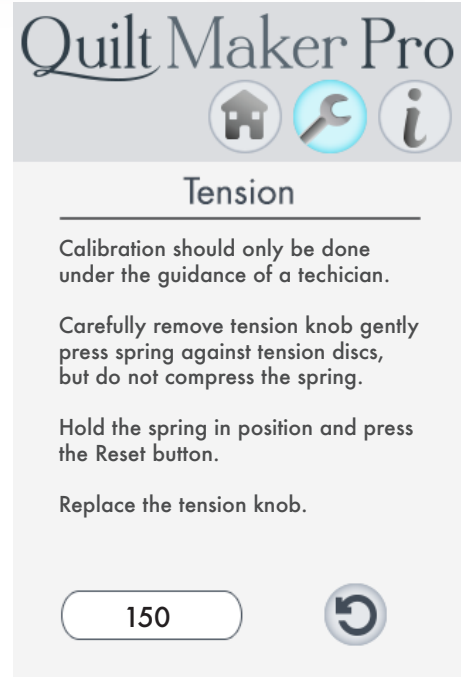 Quilt Maker Pro
i
Tension
Calibration should only be done
under the guidance of a techician.
Carefully remove tension knob gently
press spring against tension discs,
but do not compress the spring.
Hold the spring in position and press
the Reset button.
Replace the tension knob.
150